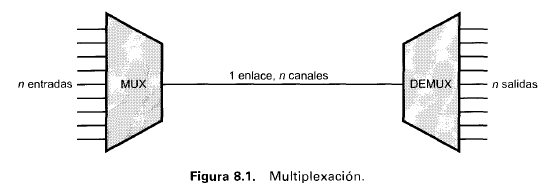 1 enlace, n canales
n entradas
MUX
DEMUX
n salidas
Figura 8.1. Multiplexación.